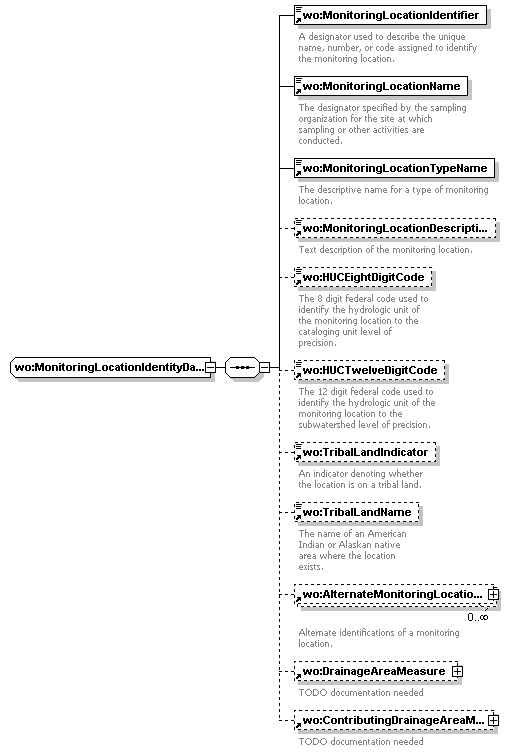 wo:MonitoringLocationIdentifier
A designator used to describe the unique
name, number, or code assigned to identify
the monitoring location.
wo:MonitoringLocationName
The designator specified by the sampling
organization for the site at which
sampling or other activities are
conducted.
wo:MonitoringLocationTypeName
The descriptive name for a type of monitoring
location.
wo:MonitoringLocationDescripti...
Text description of the monitoring location.
wo:HUCEightDigitCode
The 8 digit federal code used to
identify the hydrologic unit of
the monitoring location to the
cataloging unit level of
precision.
wo:MonitoringLocationIdentityDa...
wo:HUCTwelveDigitCode
The 12 digit federal code used to
identify the hydrologic unit of the
monitoring location to the
subwatershed level of precision.
wo:TribalLandIndicator
An indicator denoting whether
the location is on a tribal land.
wo:TribalLandName
The name of an American
Indian or Alaskan native
area where the location
exists.
wo:AlternateMonitoringLocatio...
0..∞
Alternate identifications of a monitoring
location.
wo:DrainageAreaMeasure
TODO documentation needed
wo:ContributingDrainageAreaM...
TODO documentation needed